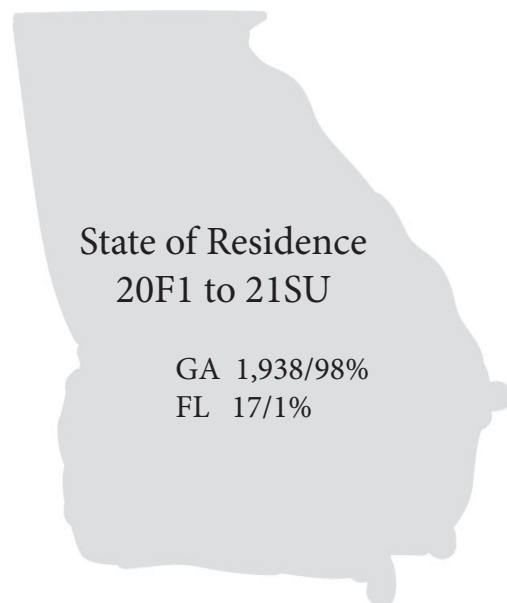 State of Residence
20F1 to 21SU
GA 1,938/98%
FL 17/1%